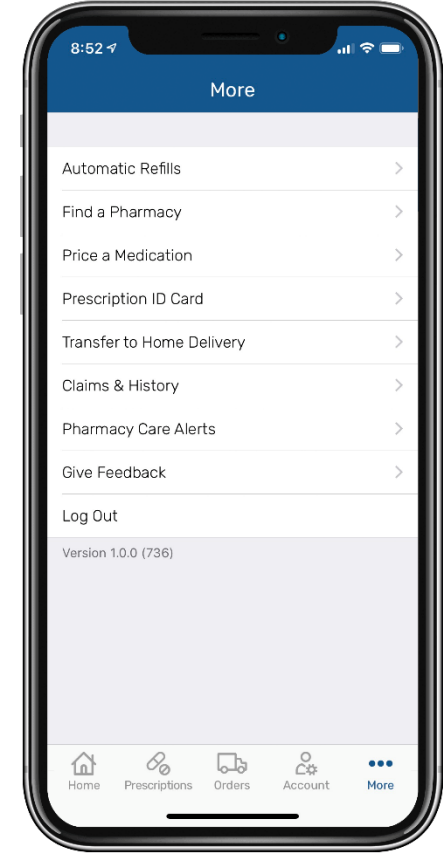 8:52
More
Automatic Refills
Find a Pharmacy
Price a Medication
Prescription ID Card
Transfer to Home Delivery
Claims & History
Pharmacy Care Alerts
Give Feedback
Log Out
Version 1.0.0 (736)
Home Prescriptions Orders Account More